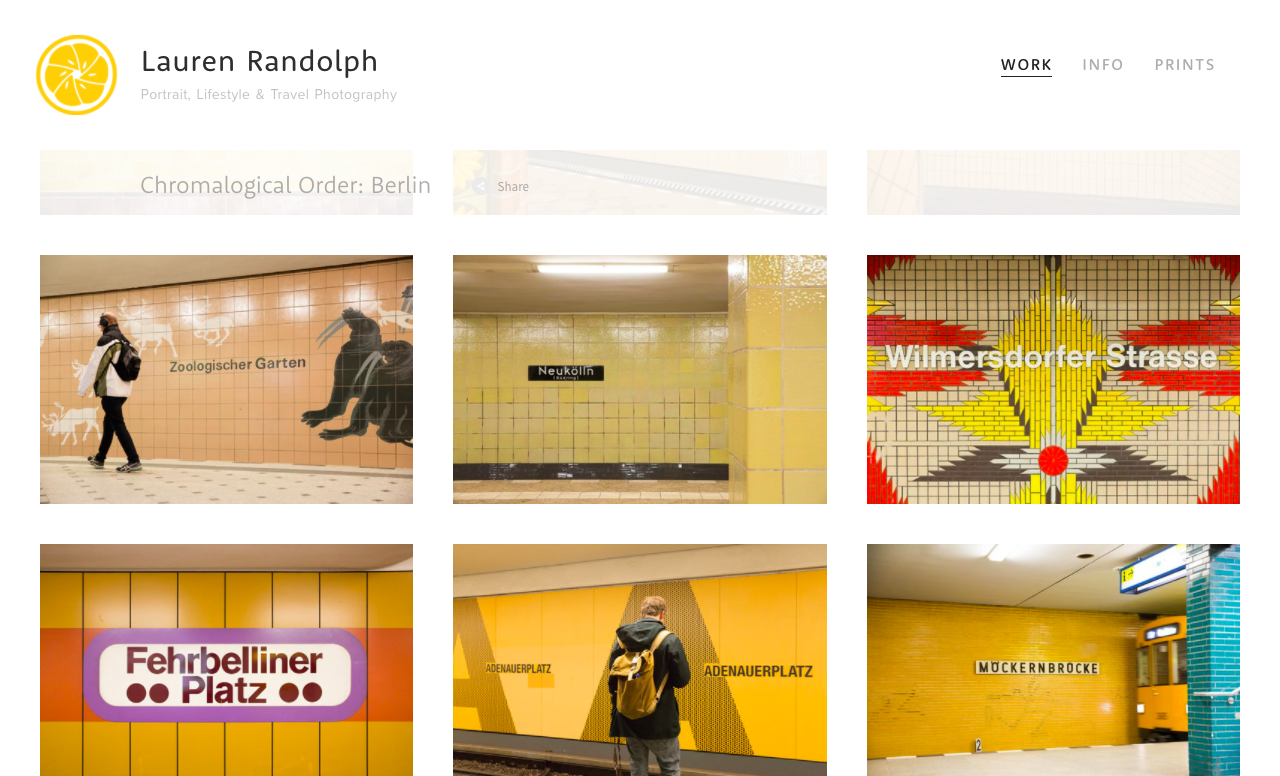 Lauren Randolph
Portrait, Lifestyle & Travel Photography
WORK INFO PRINTS
Chromalogical Order: Berlin
Share
Zoologischer Garten
Neukölln
Wilmersdorfer Strasse
Fehrbelliner
Platz
ADENAUERPLATZ
ADENAUERPLATZ
MÖCKERNBRÜCKE
2